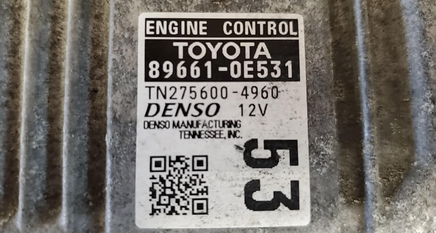 ENGINE CONTROL
TOYOTA
89661-0E531
TN275600-4960
DENSO 12V
DENSO MANUFACTURING
TENNESSEE, INC.
53